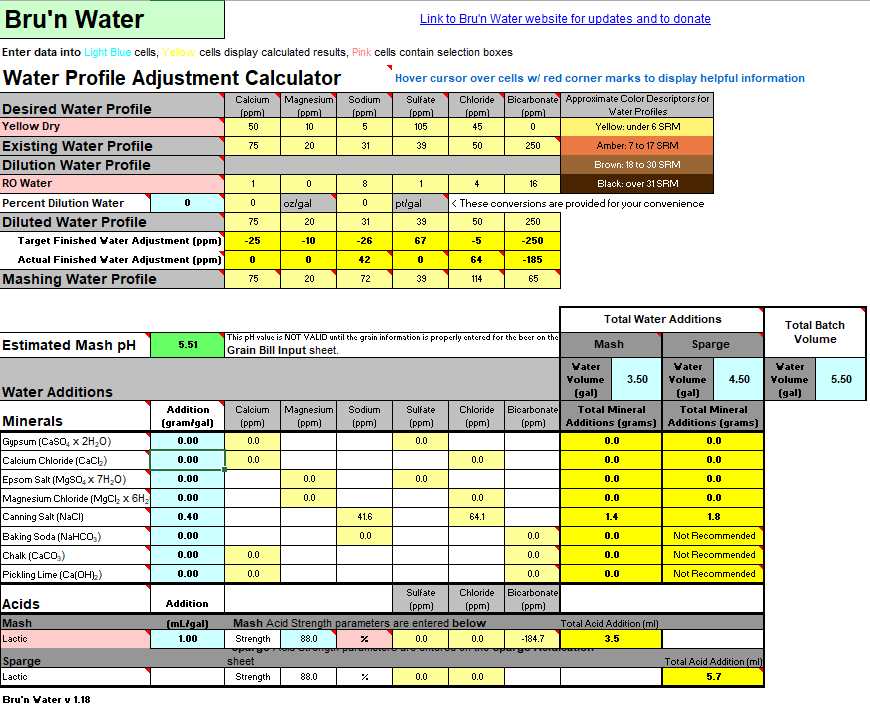 Bru'n Water
Link to Bru'n Water website for updates and to donate
Enter data into Light Blue cells, Yellow cells display calculated results, Pink cells contain selection boxes
Water Profile Adjustment Calculator
Hover cursor over cells w/ red corner marks to display helpful information
Desired Water Profile Calcium (ppm) Magnesium (ppm) Sodium (ppm) Sulfate (ppm) Chloride (ppm) Bicarbonate (ppm) Approximate Color Descriptors for Water Profiles
Yellow Dry 50 10 5 105 45 0 Yellow: under 6 SRM
Existing Water Profile 75 20 31 39 50 250 Amber: 7 to 17 SRM
Dilution Water Profile Brown: 18 to 30 SRM
RO Water 1 0 8 1 4 16 Black: over 31 SRM
Percent Dilution Water 0 0 oz/gal 0 pt/gal < These conversions are provided for your convenience
Diluted Water Profile 75 20 31 39 50 250
Target Finished Water Adjustment (ppm) -25 -10 -26 67 -5 -250
Actual Finished Water Adjustment (ppm) 0 0 42 0 64 -185
Mashing Water Profile 75 20 72 39 114 65
Total Water Additions
Total Batch Volume
Estimated Mash pH 5.51 This pH value is NOT VALID until the grain information is properly entered for the beer on the
Grain Bill Input sheet.
Mash Sparge
Water Additions
Water Volume (gal) 3.50 Water Volume (gal) 4.50 Water Volume (gal) 5.50
Minerals Addition (gram/gal) Calcium (ppm) Magnesium (ppm) Sodium (ppm) Sulfate (ppm) Chloride (ppm) Bicarbonate (ppm) Total Mineral Additions (grams) Total Mineral Additions (grams)
Gypsum (CaSO4 x 2H2O) 0.00 0.0 0.0 0.0 0.0
Calcium Chloride (CaCl2) 0.00 0.0 0.0 0.0 0.0
Epsom Salt (MgSO4 x 7H2O) 0.00 0.0 0.0 0.0 0.0
Magnesium Chloride (MgCl2 x 6H2 0.00 0.0 0.0 0.0 0.0
Canning Salt (NaCl) 0.40 41.6 64.1 1.4 1.8
Baking Soda (NaHCO3) 0.00 0.0 0.0 0.0 Not Recommended
Chalk (CaCO3) 0.00 0.0 0.0 0.0 Not Recommended
Pickling Lime (Ca(OH)2) 0.00 0.0 0.0 0.0 Not Recommended
Acids Addition Sulfate (ppm) Chloride (ppm) Bicarbonate (ppm)
Mash (mL/gal) Mash Acid Strength parameters are entered below Total Acid Addition (ml)
Lactic 1.00 Strength 88.0 % 0.0 0.0 -184.7 3.5
Sparge Acid Strength parameters are entered on the Sparge Acidification
Sparge sheet Total Acid Addition (ml)
Lactic Strength 88.0 % 0.0 0.0 5.7
Bru'n Water v 1.18